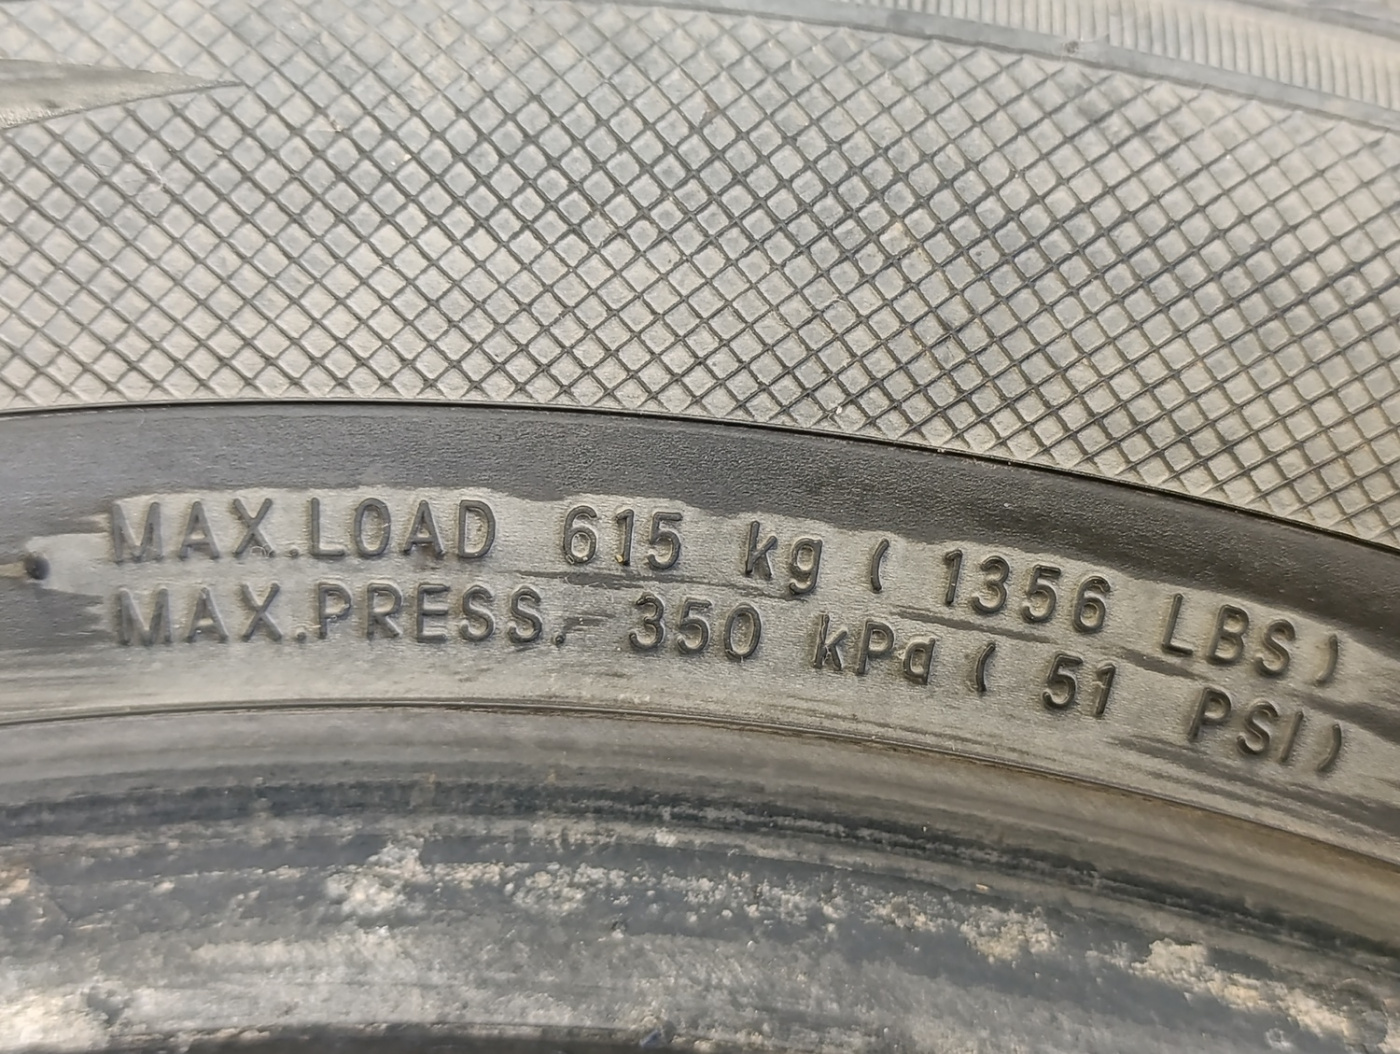 MAX.LOAD 615 kg ( 1356 LBS)
MAX.PRESS. 350 kPa ( 51 PSI)